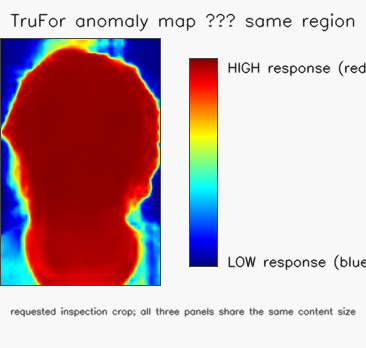 TruFor anomaly map ??? same region
HIGH response (red
LOW response (blue
requested inspection crop; all three panels share the same content size